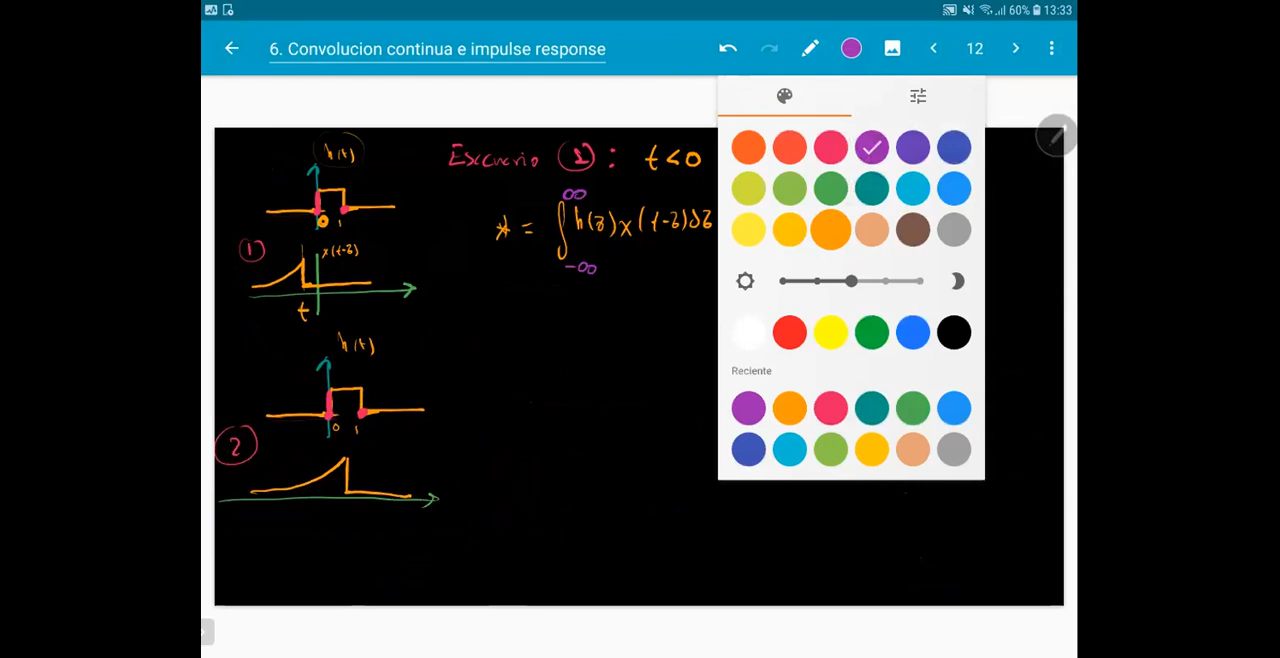 60% 13:33
6. Convolucion continua e impulse response
12
h(t)
0 1
① x(t-z)
t
h(t)
0 1
2
Escenario ①: t<0
* = ∫ h(z)x(t-z)dz
∞
-∞
Reciente